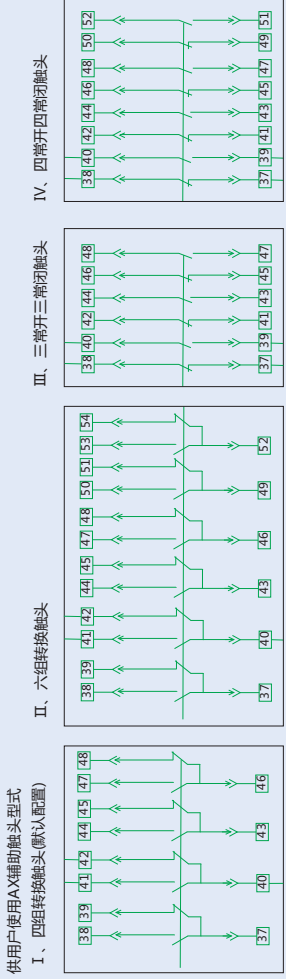 供用户使用AX辅助触头型式
I 、四组转换触头(默认配置)
38 39 41 42 44 45 47 48
37 40 43 46
II、六组转换触头
38 39 41 42 44 45 47 48 50 51 53 54
37 40 43 46 49 52
III、三常开三常闭触头
38 40 42 44 46 48
37 39 41 43 45 47
IV、四常开四常闭触头
38 40 42 44 46 48 50 52
37 39 41 43 45 47 49 51